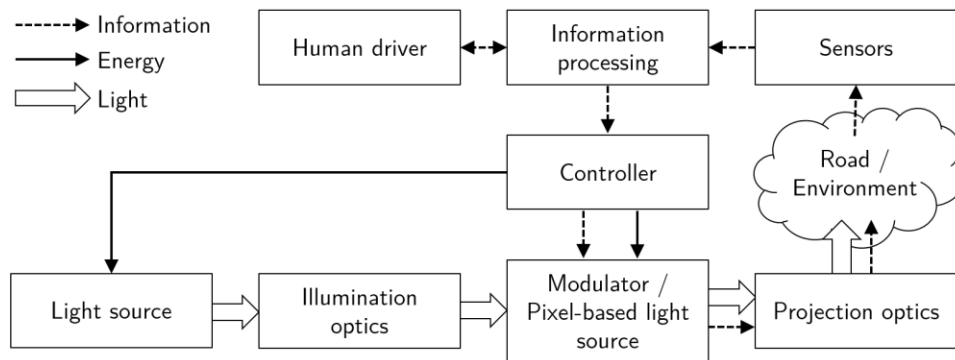 Information
Energy
Light
Human driver
Information
processing
Sensors
Controller
Road /
Environment
Light source
Illumination
optics
Modulator /
Pixel-based light
source
Projection optics